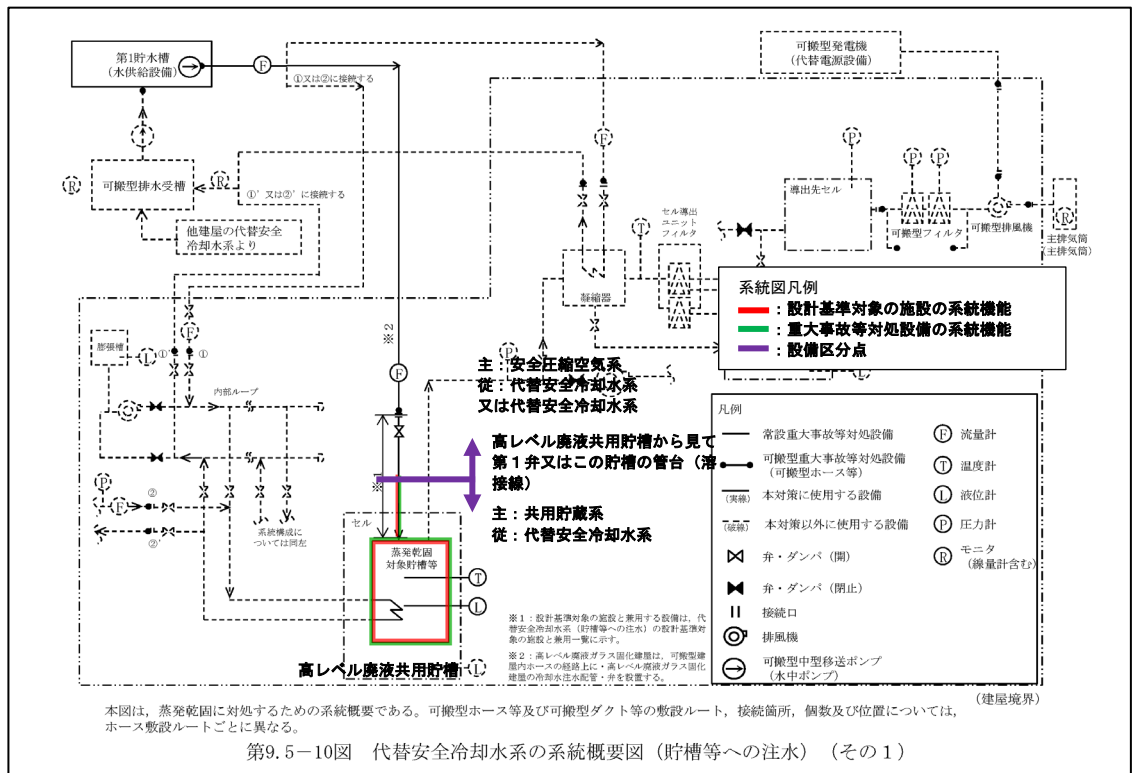 第1貯水槽
(水供給設備)
F
①又は②に接続する
可搬型発電機
(代替電源設備)
F
P
P
P
R
可搬型排水受槽
R
①’又は②’に接続する
他建屋の代替安全
冷却水系より
導出先セル
可搬型フィルタ
可搬型排風機
R
主排気筒
(主排気筒)
セル導出
ユニット
フィルタ
T
凝縮器
系統図凡例
:設計基準対象の施設の系統機能
:重大事故等対処設備の系統機能
:設備区分点
※2
F
膨張槽
L
①
内部ループ
P
主:安全圧縮空気系
従:代替安全冷却水系
又は代替安全冷却水系
F
高レベル廃液共用貯槽から見て
第1弁又はこの貯槽の管台(溶
接線)
主:共用貯蔵系
従:代替安全冷却水系
P
F
②
②’
系統構成に
ついては同左
セル
蒸発乾固
対象貯槽等
T
L
高レベル廃液共用貯槽
L
※1:設計基準対象の施設と兼用する設備は,代
替安全冷却水系(貯槽等への注水)の設計基準対
象の施設と兼用一覧に示す。
※2:高レベル廃液ガラス固化建屋は,可搬型建
屋内ホースの経路上に・高レベル廃液ガラス固化
建屋の冷却水注水配管・弁を設置する。
凡例
常設重大事故等対処設備
可搬型重大事故等対処設備
(可搬型ホース等)
(実線)
本対策に使用する設備
(破線)
本対策以外に使用する設備
弁・ダンパ(開)
弁・ダンパ(閉止)
接続口
排風機
可搬型中型移送ポンプ
(水中ポンプ)
F 流量計
T 温度計
L 液位計
P 圧力計
R モニタ
(線量計含む)
(建屋境界)
本図は,蒸発乾固に対処するための系統概要である。可搬型ホース等及び可搬型ダクト等の敷設ルート,接続箇所,個数及び位置については,
ホース敷設ルートごとに異なる。
第9.5-10図 代替安全冷却水系の系統概要図(貯槽等への注水)(その1)